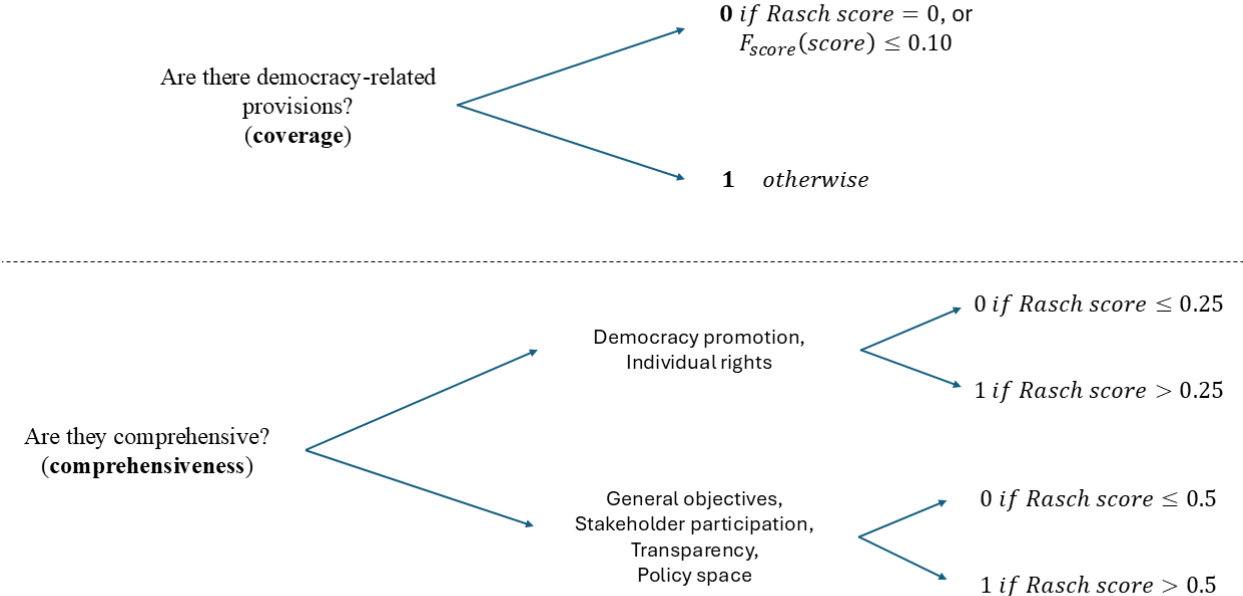 Are there democracy-related
provisions?
(coverage)
0 if Rasch score = 0, or
F_score(score) ≤ 0.10
1 otherwise
Are they comprehensive?
(comprehensiveness)
Democracy promotion,
Individual rights
0 if Rasch score ≤ 0.25
1 if Rasch score > 0.25
General objectives,
Stakeholder participation,
Transparency,
Policy space
0 if Rasch score ≤ 0.5
1 if Rasch score > 0.5